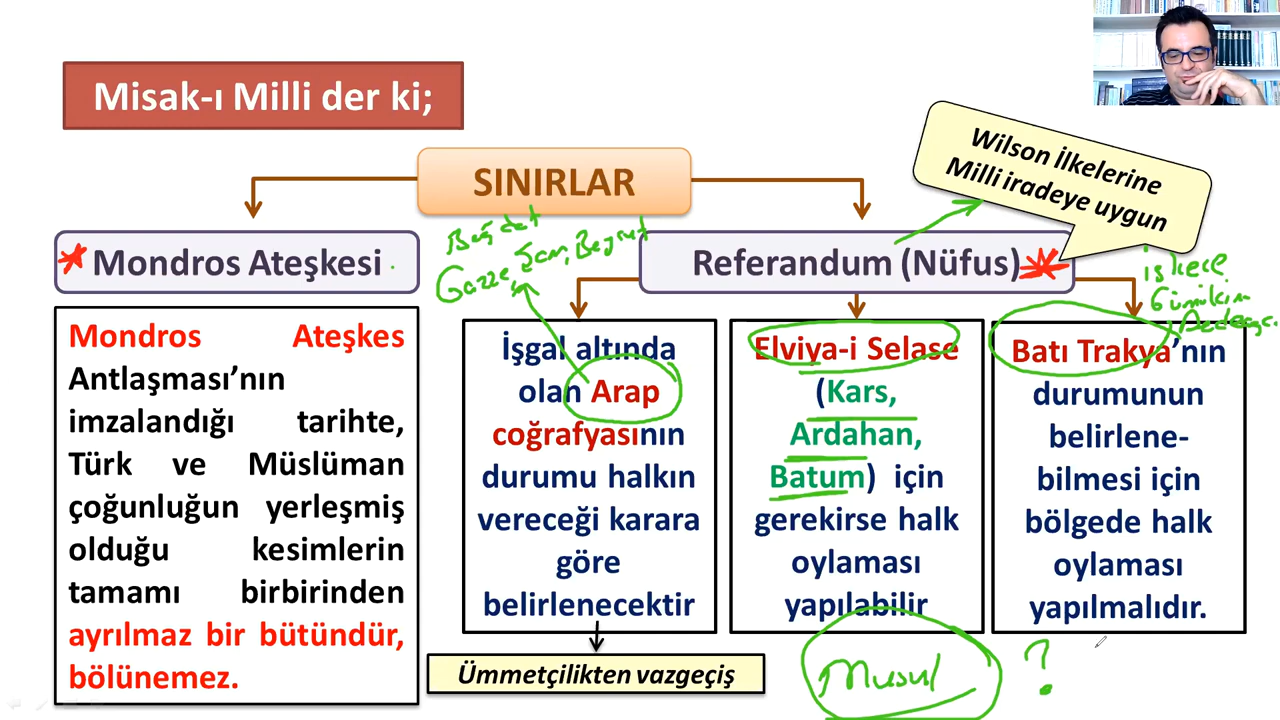 Misak-ı Milli der ki;
SINIRLAR
Wilson İlkelerine
Milli iradeye uygun
Mondros Ateşkesi
Bağdat
Şam, Beyrut
Gazze,
Referandum (Nüfus)
iskece
Gümülcin
Dedeağaç
Mondros Ateşkes
Antlaşması’nın
imzalandığı tarihte,
Türk ve Müslüman
çoğunluğun yerleşmiş
olduğu kesimlerin
tamamı birbirinden
ayrılmaz bir bütündür,
bölünemez.
İşgal altında
olan Arap
coğrafyasının
durumu halkın
vereceği karara
göre
belirlenecektir
Ümmetçilikten vazgeçiş
Elviya-i Selase
(Kars,
Ardahan,
Batum) için
gerekirse halk
oylaması
yapılabilir
Batı Trakya’nın
durumunun
belirlene-
bilmesi için
bölgede halk
oylaması
yapılmalıdır.
Musul ?